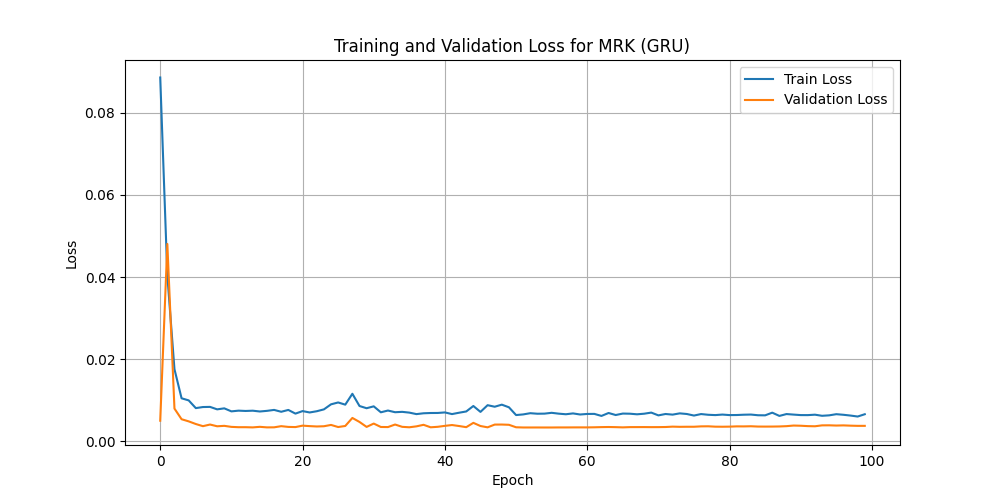 Training and Validation Loss for MRK (GRU)
Train Loss
Validation Loss
0.08
0.06
0.04
0.02
0.00
Loss
0 20 40 60 80 100
Epoch